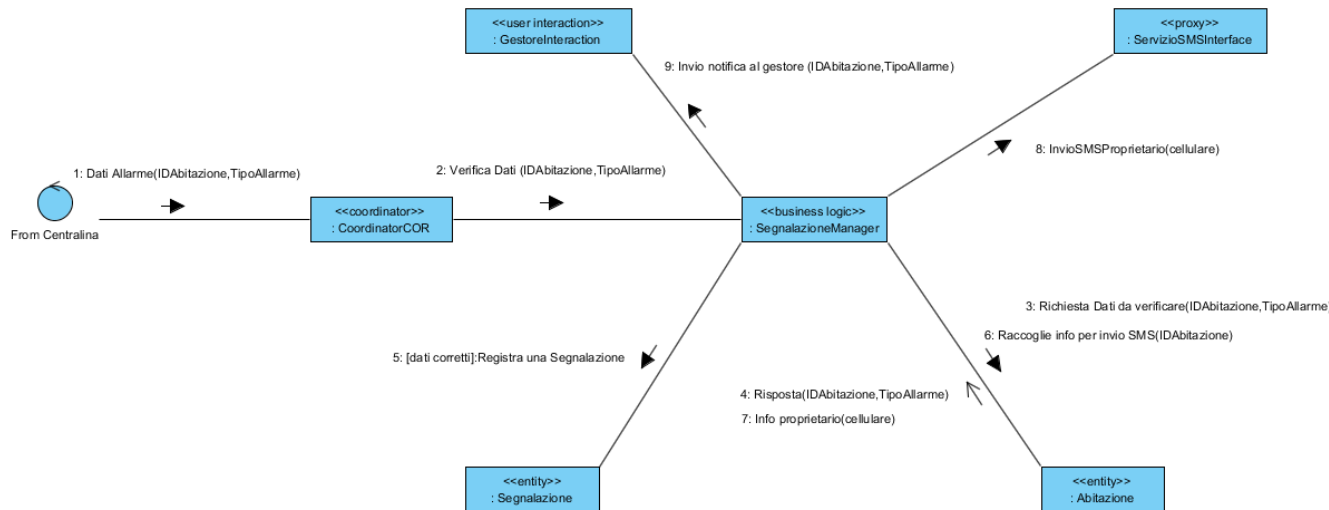 <<user interaction>>
: GestoreInteraction
<<proxy>>
: ServizioSMSInterface
9: Invio notifica al gestore (IDAbitazione,TipoAllarme)
8: InvioSMSProprietario(cellulare)
1: Dati Allarme(IDAbitazione,TipoAllarme)
2: Verifica Dati (IDAbitazione,TipoAllarme)
From Centralina
<<coordinator>>
: CoordinatorCOR
<<business logic>>
: SegnalazioneManager
3: Richiesta Dati da verificare(IDAbitazione,TipoAllarme)
6: Raccoglie info per invio SMS(IDAbitazione)
5: [dati corretti]:Registra una Segnalazione
4: Risposta(IDAbitazione,TipoAllarme)
7: Info proprietario(cellulare)
<<entity>>
: Segnalazione
<<entity>>
: Abitazione